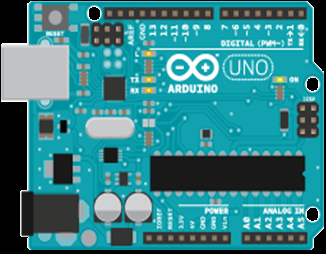 RESET
AREF
GND
13
12
~11
~10
~9
8
7
~6
~5
4
~3
2
TX→1
RX←0
DIGITAL (PWM~)
L
TX
RX
UNO
ON
ARDUINO
ICSP
IOREF
RESET
3.3V
5V
GND
GND
VIN
POWER
ANALOG IN
A0
A1
A2
A3
A4
A5